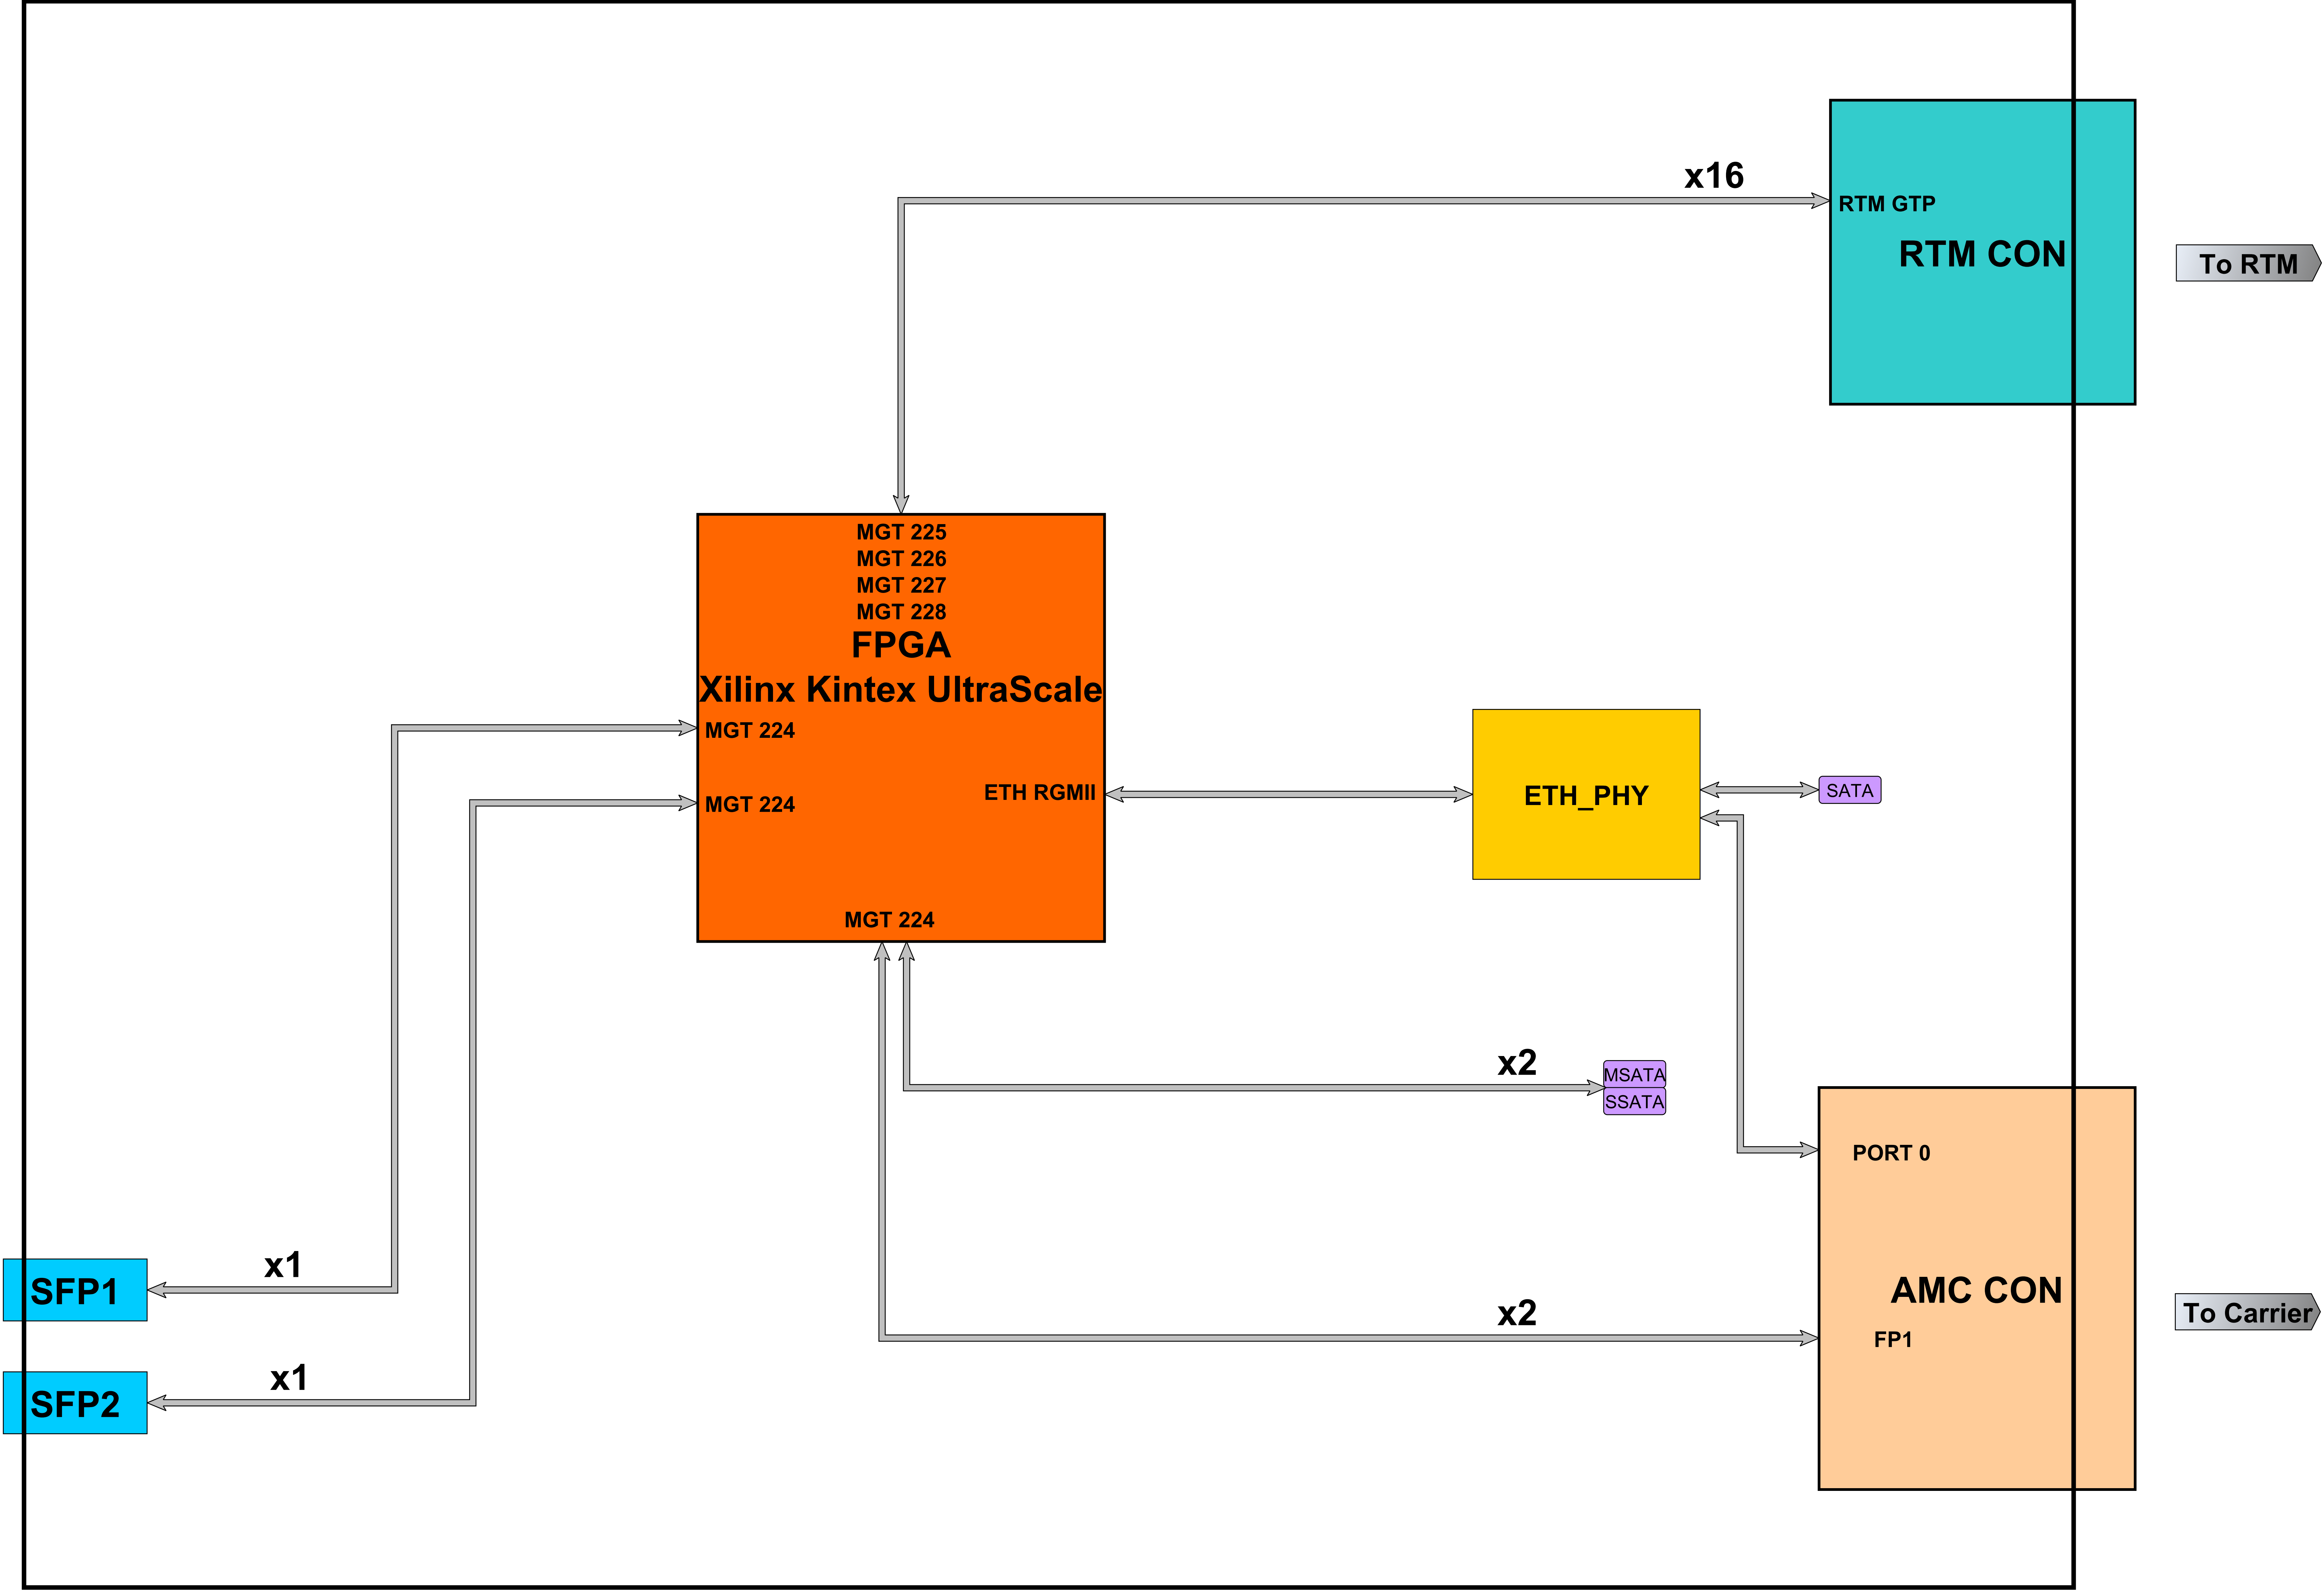 x16
RTM GTP
RTM CON
To RTM
MGT 225
MGT 226
MGT 227
MGT 228
FPGA
Xilinx Kintex UltraScale
MGT 224
MGT 224
ETH RGMII
MGT 224
ETH_PHY
SATA
x2
MSATA
SSATA
PORT 0
x1
SFP1
x2
AMC CON
FP1
To Carrier
x1
SFP2